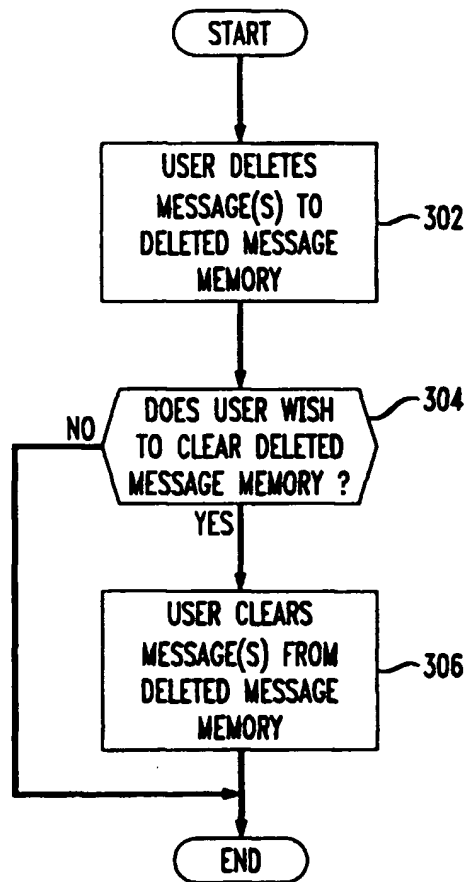 START
USER DELETES
MESSAGE(S) TO
DELETED MESSAGE
MEMORY
302
DOES USER WISH
TO CLEAR DELETED
MESSAGE MEMORY ?
304
NO
YES
USER CLEARS
MESSAGE(S) FROM
DELETED MESSAGE
MEMORY
306
END